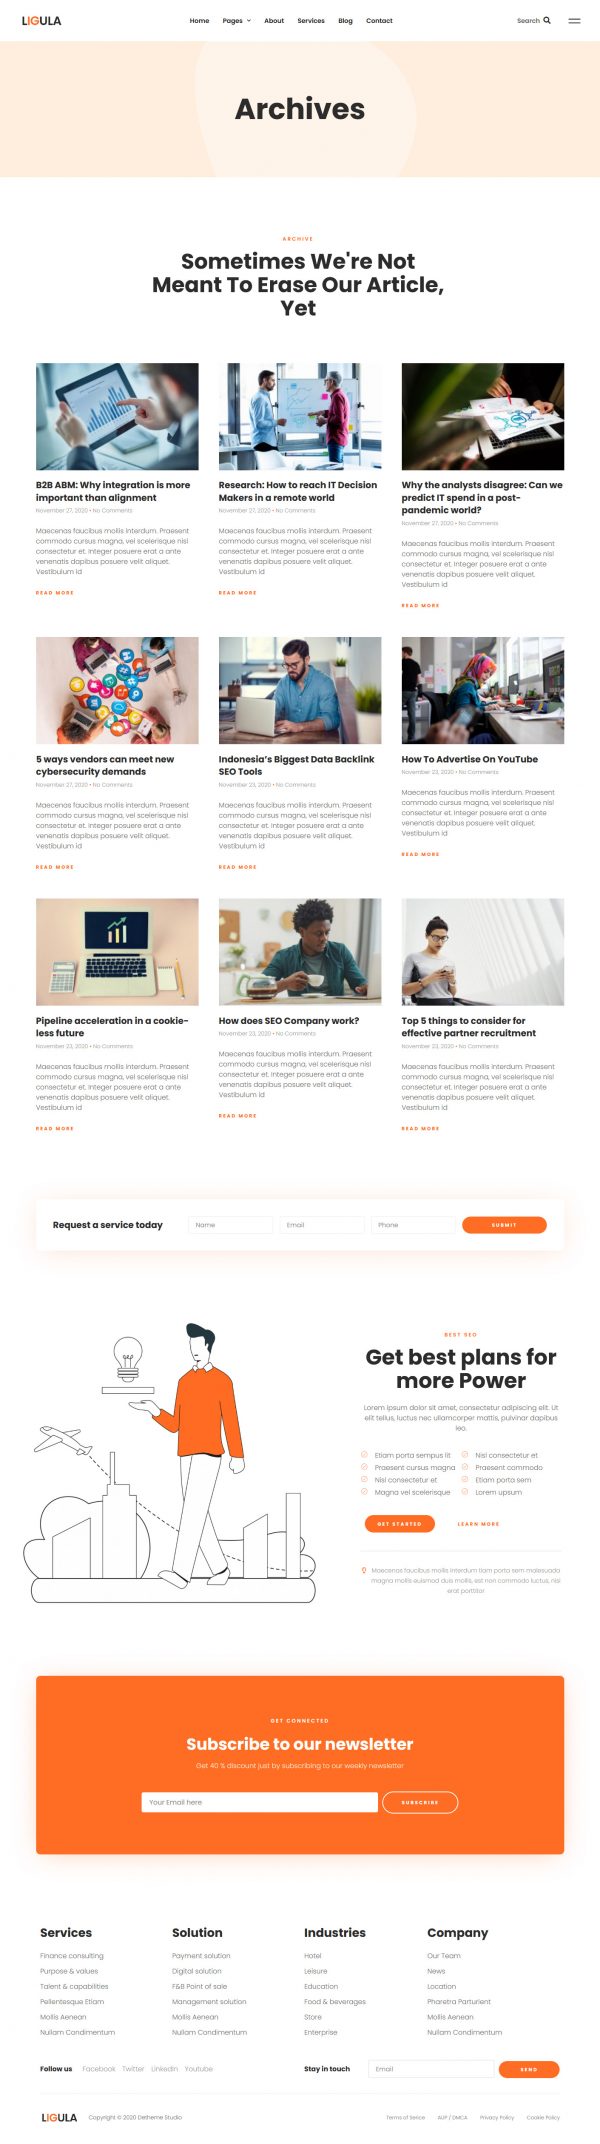 LIGULA
Home Pages About Services Blog Contact
Search
Archives
ARCHIVE
Sometimes We're Not
Meant To Erase Our Article,
Yet
B2B ABM: Why integration is more
important than alignment
November 27, 2020 • No Comments
Maecenas faucibus mollis interdum. Praesent
commodo cursus magna, vel scelerisque nisl
consectetur et. Integer posuere erat a ante
venenatis dapibus posuere velit aliquet.
Vestibulum id
READ MORE
Research: How to reach IT Decision
Makers in a remote world
November 27, 2020 • No Comments
Maecenas faucibus mollis interdum. Praesent
commodo cursus magna, vel scelerisque nisl
consectetur et. Integer posuere erat a ante
venenatis dapibus posuere velit aliquet.
Vestibulum id
READ MORE
Why the analysts disagree: Can we
predict IT spend in a post-
pandemic world?
November 27, 2020 • No Comments
Maecenas faucibus mollis interdum. Praesent
commodo cursus magna, vel scelerisque nisl
consectetur et. Integer posuere erat a ante
venenatis dapibus posuere velit aliquet.
Vestibulum id
READ MORE
5 ways vendors can meet new
cybersecurity demands
November 27, 2020 • No Comments
Maecenas faucibus mollis interdum. Praesent
commodo cursus magna, vel scelerisque nisl
consectetur et. Integer posuere erat a ante
venenatis dapibus posuere velit aliquet.
Vestibulum id
READ MORE
Indonesia's Biggest Data Backlink
SEO Tools
November 23, 2020 • No Comments
Maecenas faucibus mollis interdum. Praesent
commodo cursus magna, vel scelerisque nisl
consectetur et. Integer posuere erat a ante
venenatis dapibus posuere velit aliquet.
Vestibulum id
READ MORE
How To Advertise On YouTube
November 23, 2020 • No Comments
Maecenas faucibus mollis interdum. Praesent
commodo cursus magna, vel scelerisque nisl
consectetur et. Integer posuere erat a ante
venenatis dapibus posuere velit aliquet.
Vestibulum id
READ MORE
Pipeline acceleration in a cookie-
less future
November 23, 2020 • No Comments
Maecenas faucibus mollis interdum. Praesent
commodo cursus magna, vel scelerisque nisl
consectetur et. Integer posuere erat a ante
venenatis dapibus posuere velit aliquet.
Vestibulum id
READ MORE
How does SEO Company work?
November 23, 2020 • No Comments
Maecenas faucibus mollis interdum. Praesent
commodo cursus magna, vel scelerisque nisl
consectetur et. Integer posuere erat a ante
venenatis dapibus posuere velit aliquet.
Vestibulum id
READ MORE
Top 5 things to consider for
effective partner recruitment
November 23, 2020 • No Comments
Maecenas faucibus mollis interdum. Praesent
commodo cursus magna, vel scelerisque nisl
consectetur et. Integer posuere erat a ante
venenatis dapibus posuere velit aliquet.
Vestibulum id
READ MORE
Request a service today
Name
Email
Phone
SUBMIT
BEST SEO
Get best plans for
more Power
Lorem ipsum dolor sit amet, consectetur adipiscing elit. Ut
elit tellus, luctus nec ullamcorper mattis, pulvinar dapibus
leo.
Etiam porta sempus lit
Praesent cursus magna
Nisl consectetur et
Magna vel scelerisque
Nisl consectetur et
Praesent commodo
Etiam porta sem
Lorem upsum
GET STARTED
LEARN MORE
Maecenas faucibus mollis interdum tiam porta sem malesuada
magna mollis euismod duis mollis, est non commodo luctus, nisl
erat porttitor
GET CONNECTED
Subscribe to our newsletter
Get 40 % discount just by subscribing to our weekly newsletter
Your Email here
SUBSCRIBE
Services
Finance consulting
Purpose & values
Talent & capabilities
Pellentesque Etiam
Mollis Aenean
Nullam Condimentum
Solution
Payment solution
Digital solution
F&B Point of sale
Management solution
Mollis Aenean
Nullam Condimentum
Industries
Hotel
Leisure
Education
Food & beverages
Store
Enterprise
Company
Our Team
News
Location
Pharetra Parturient
Mollis Aenean
Nullam Condimentum
Follow us Facebook Twitter Linkedin Youtube
Stay in touch
Email
SEND
LIGULA
Copyright © 2020 Detheme Studio
Terms of Serice AUP / DMCA Privacy Policy Cookie Policy